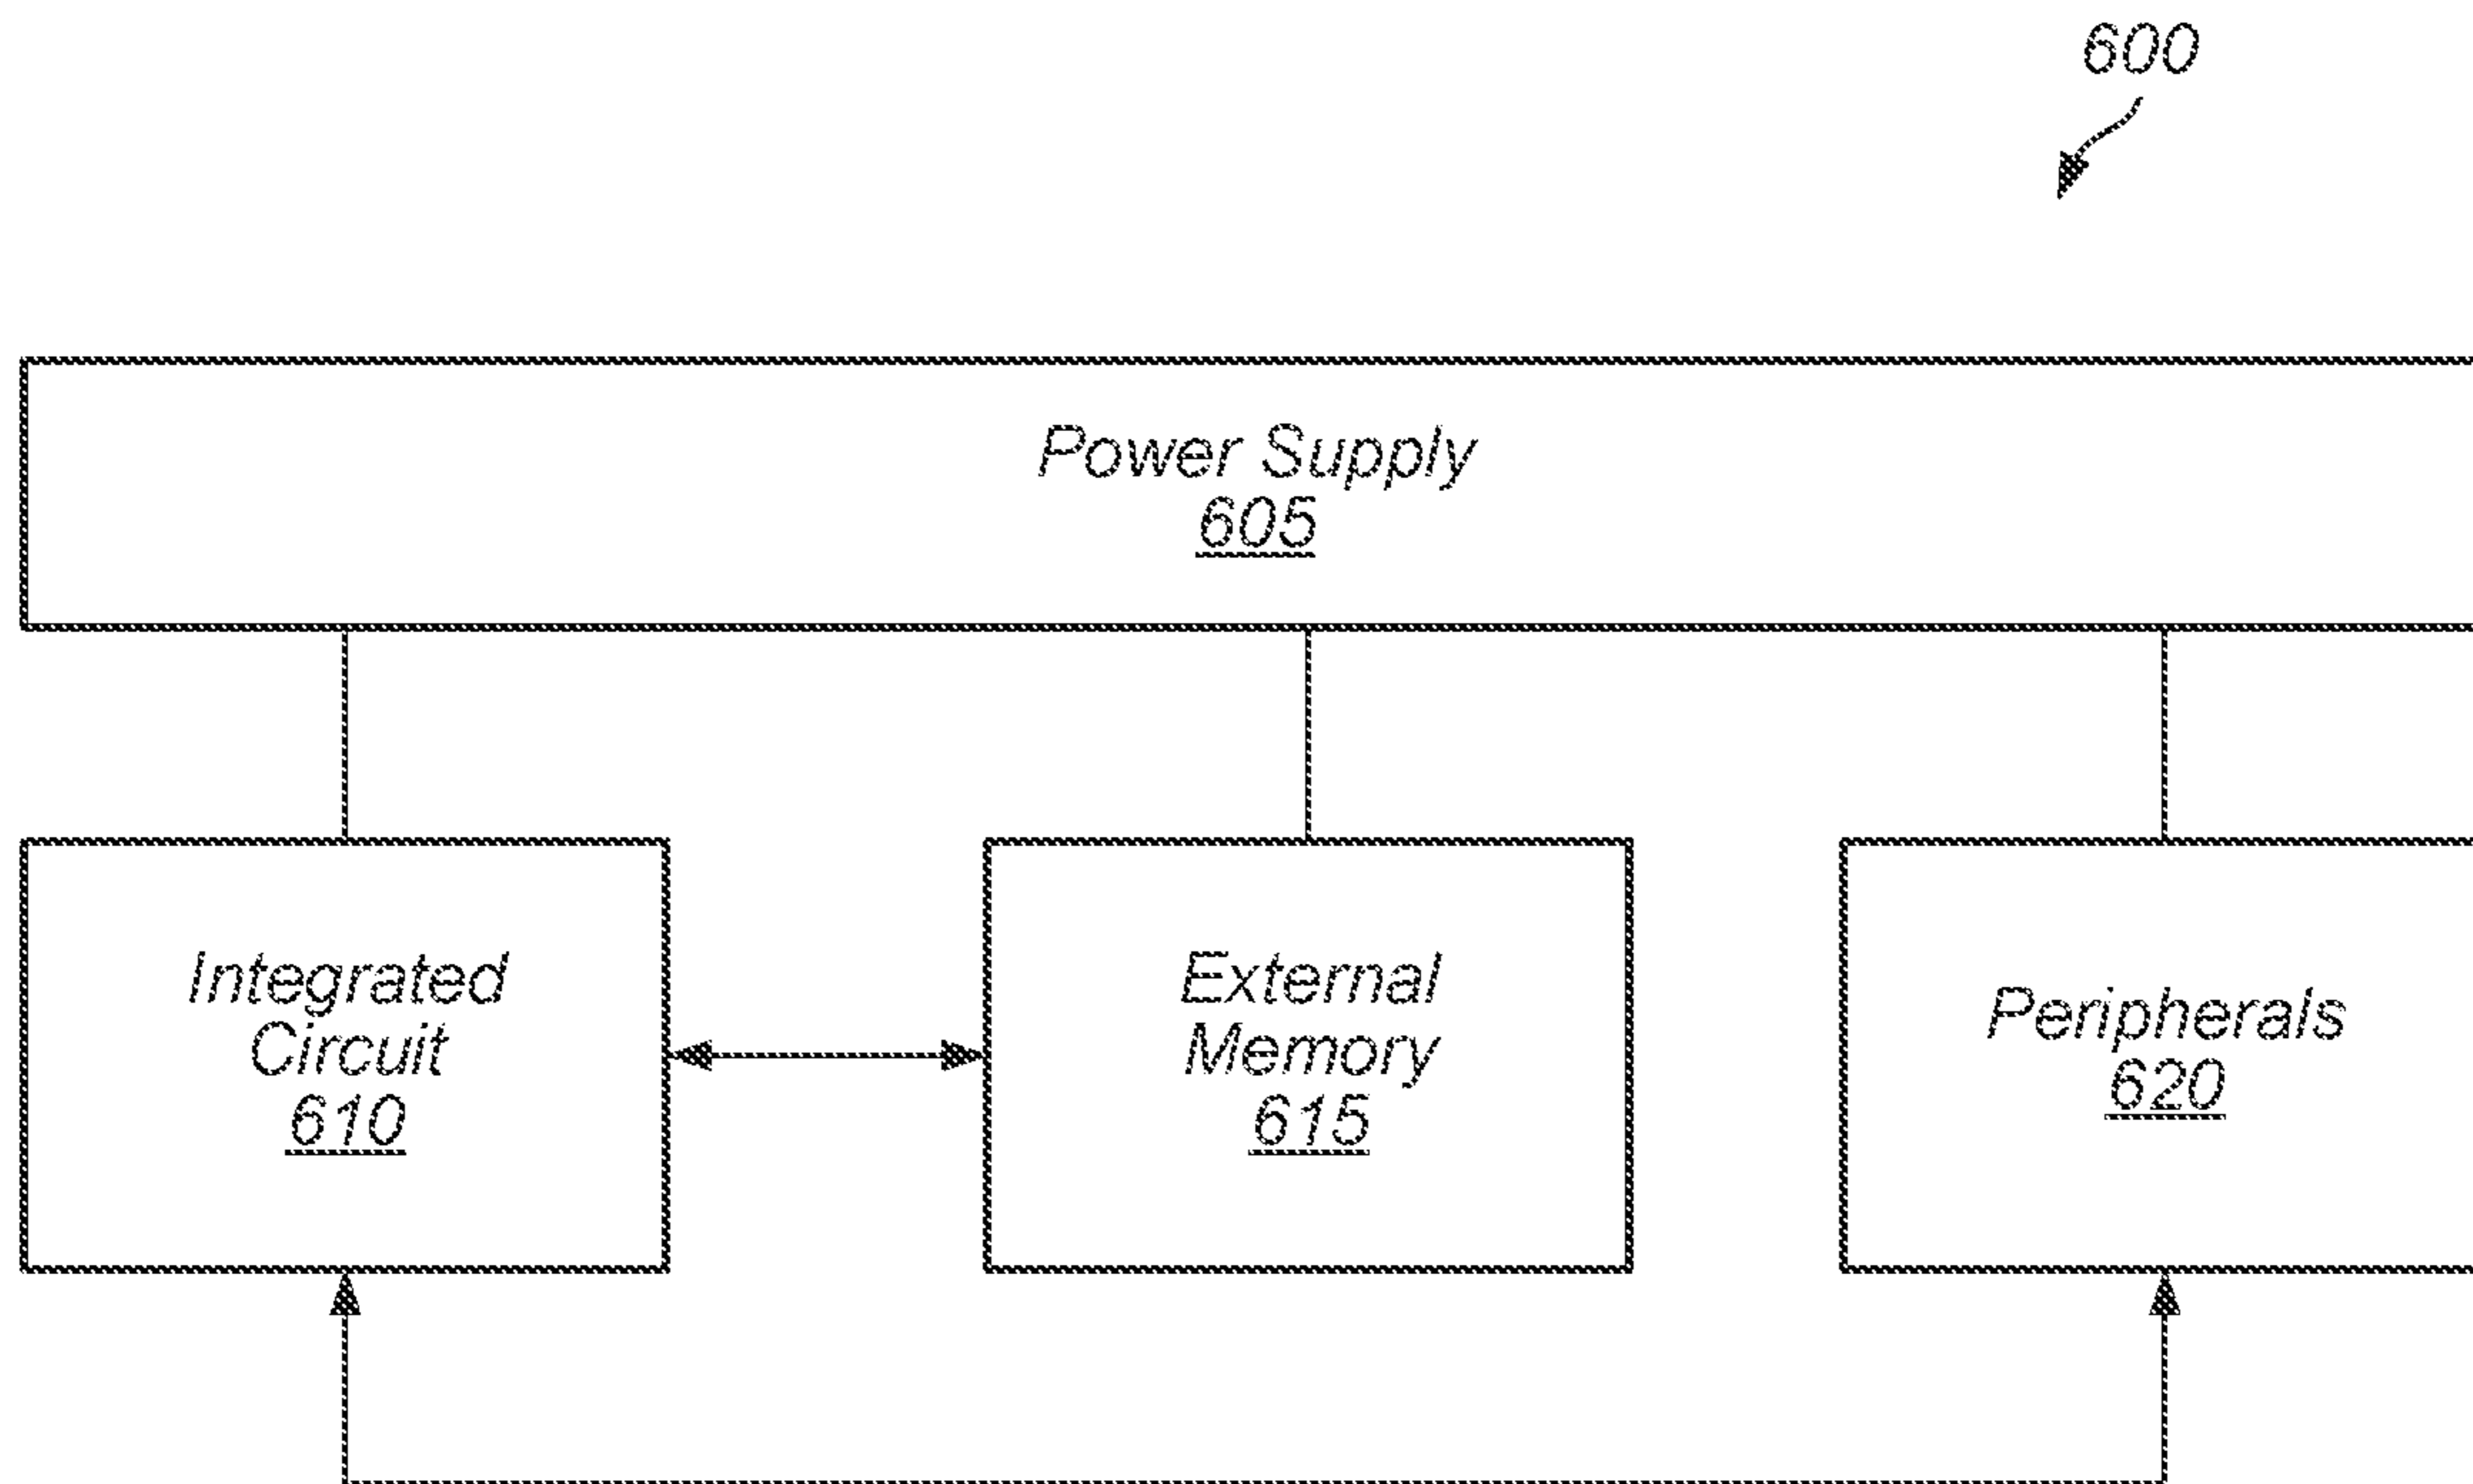 600
Power Supply
605
Integrated
Circuit
610
External
Memory
615
Peripherals
620